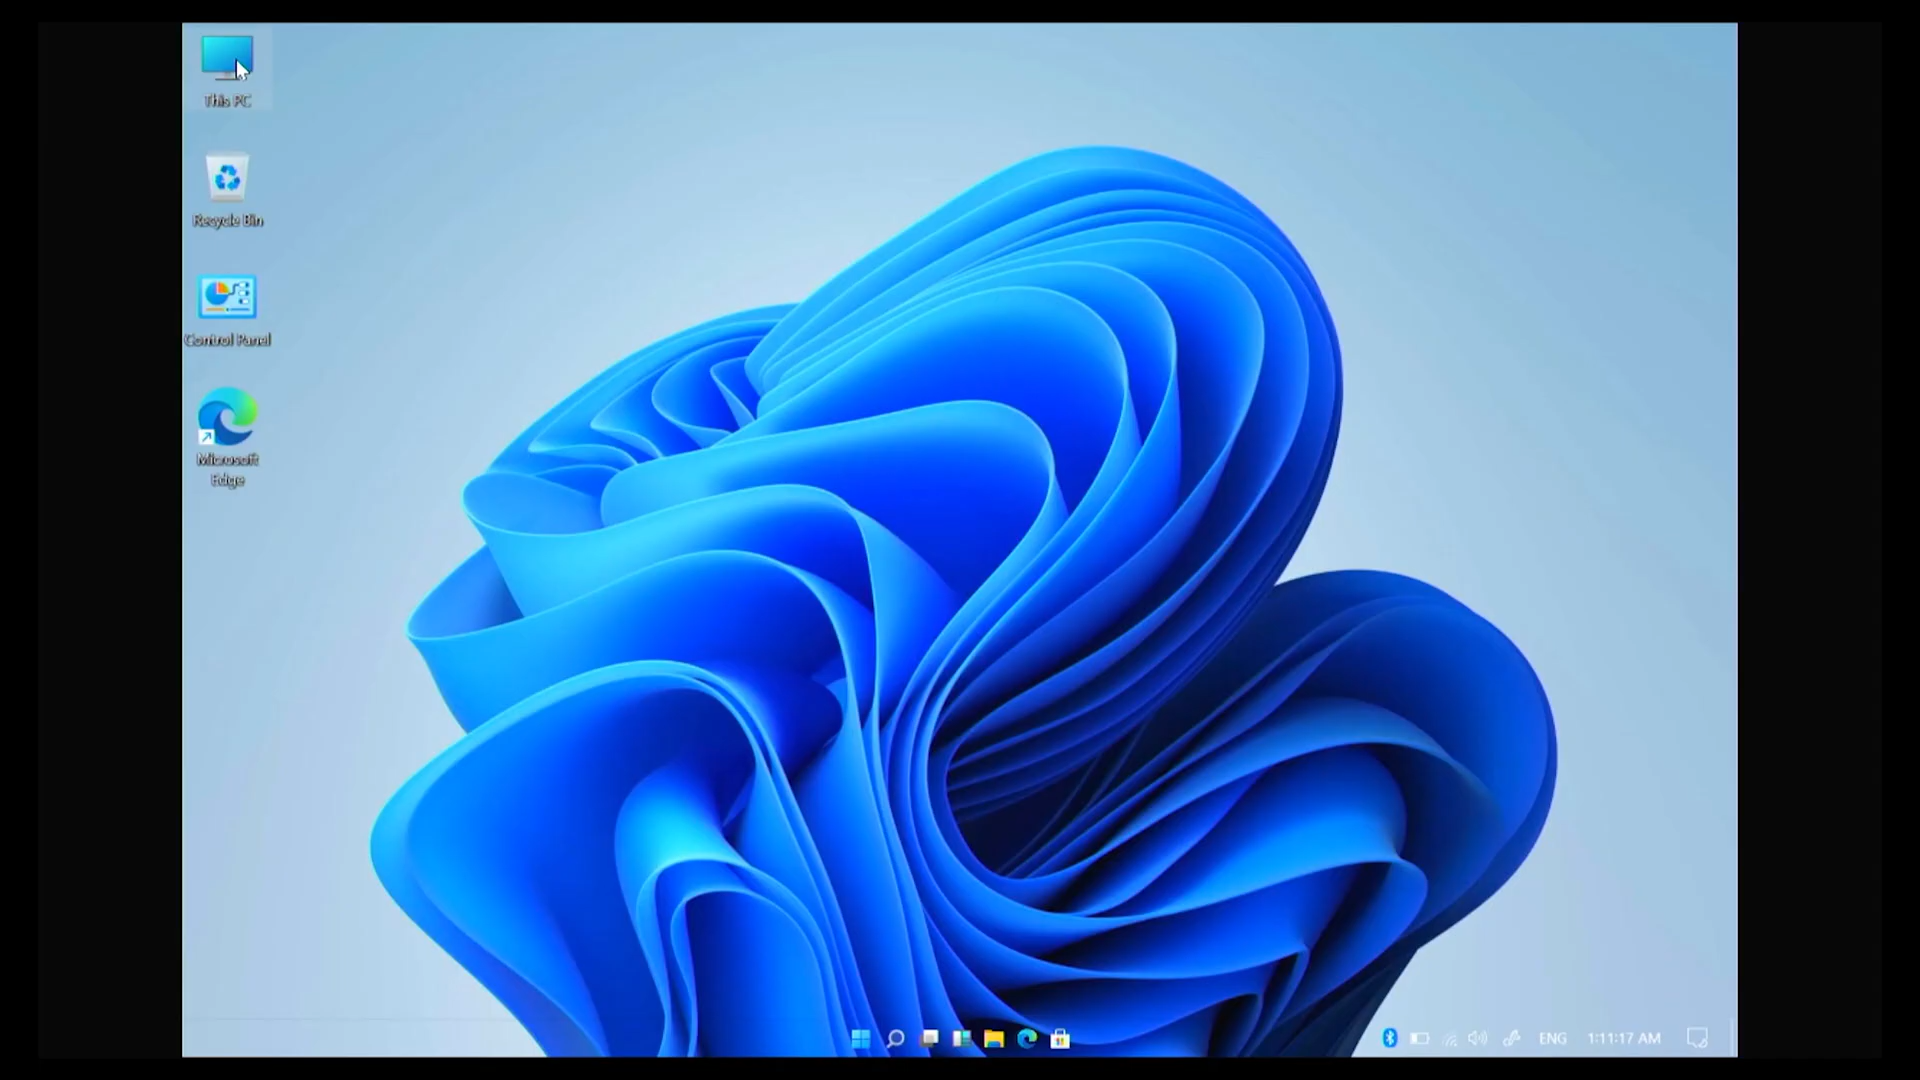 This PC
Recycle Bin
Control Panel
Microsoft
Edge
ENG
1:11:17 AM